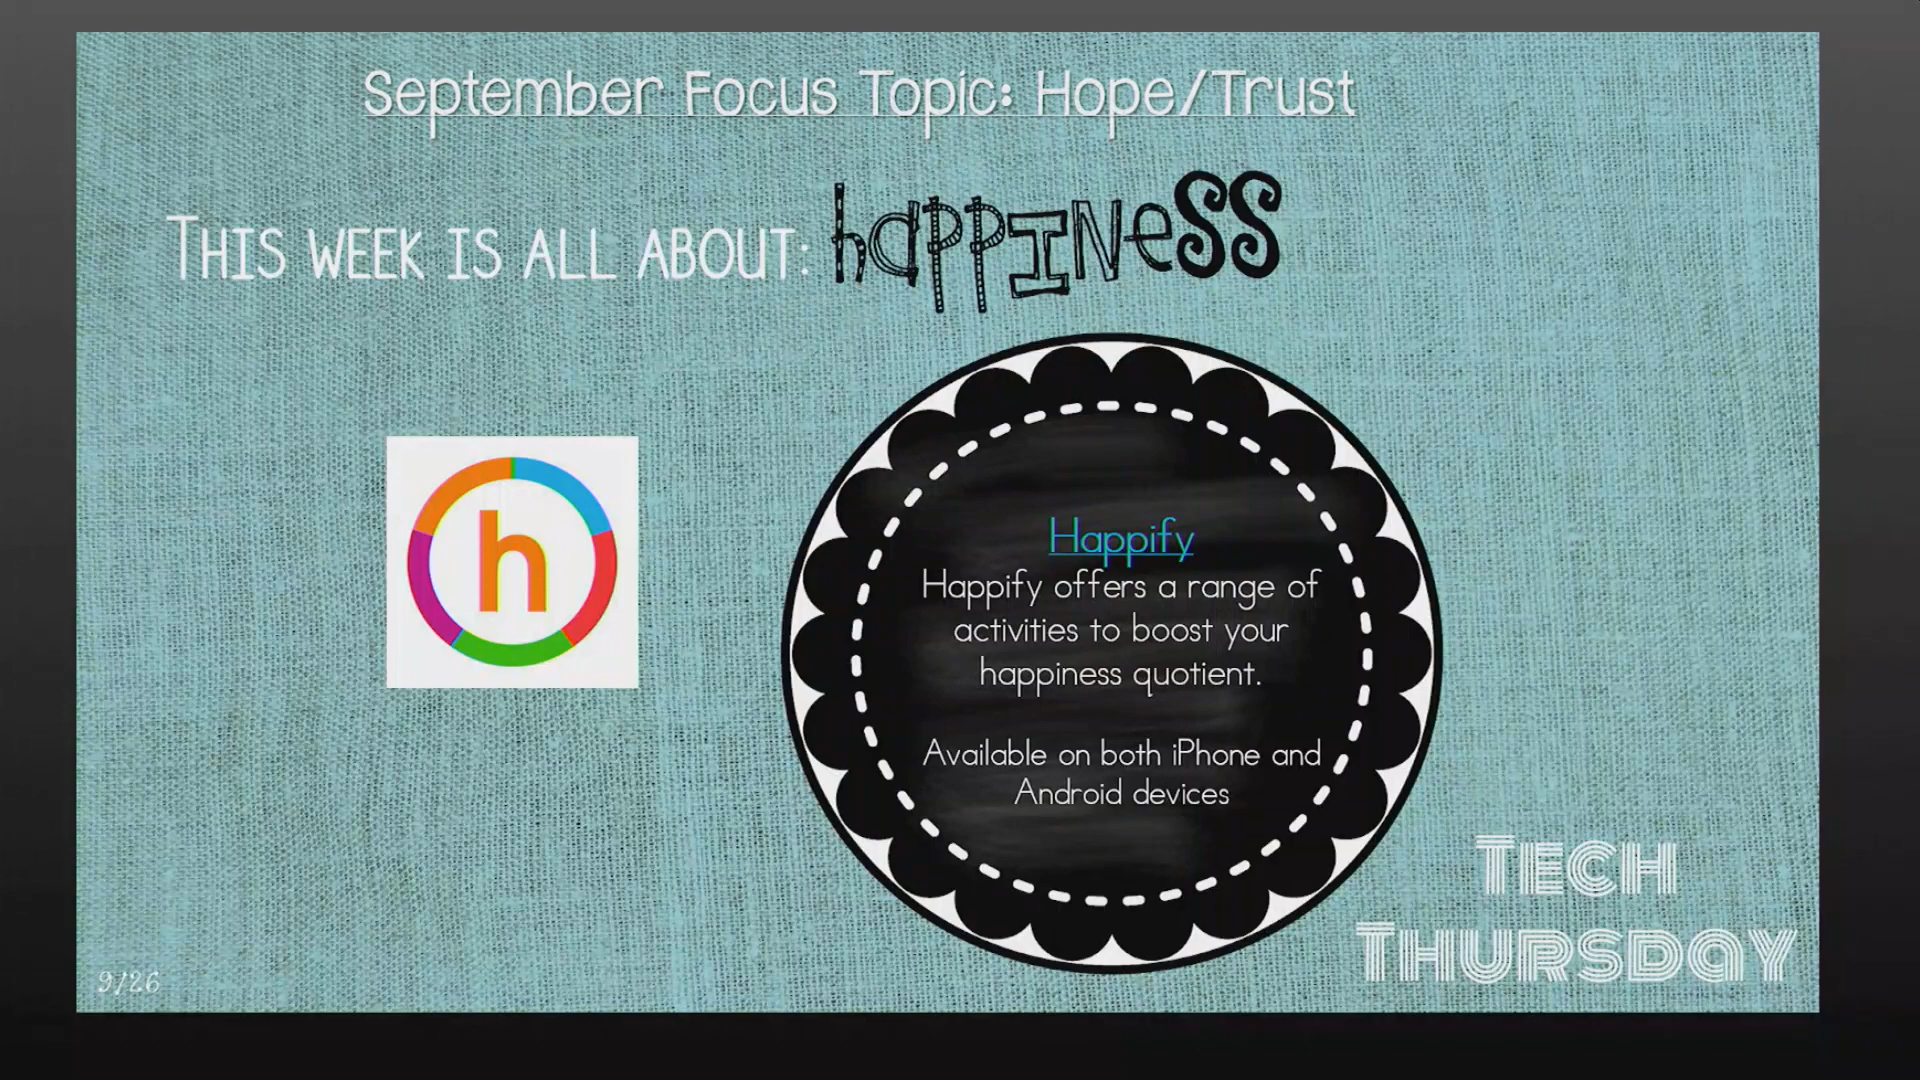 September Focus Topic: Hope/Trust
THIS WEEK IS ALL ABOUT: happINeSS
h
Happify
Happify offers a range of
activities to boost your
happiness quotient.
Available on both iPhone and
Android devices
TECH
THURSDAY
9/26